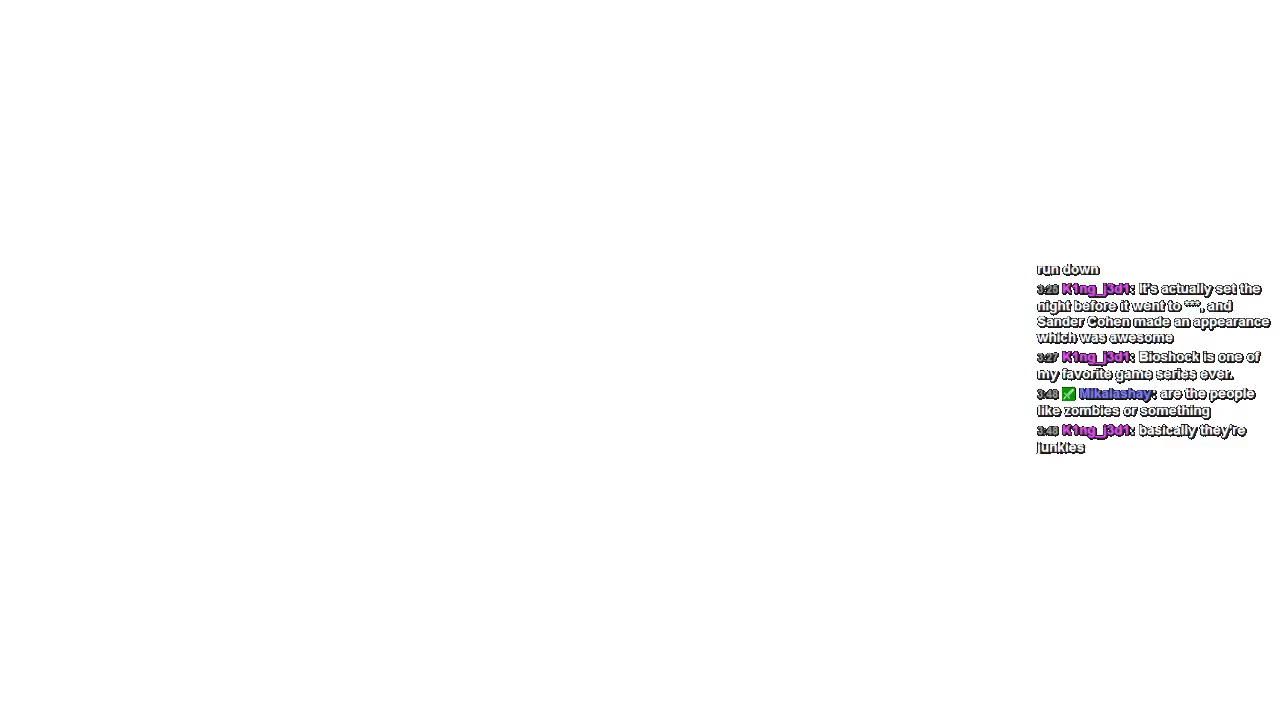 run down
3:26 K1ng_j3d1: It's actually set the
night before it went to ***, and
Sander Cohen made an appearance
which was awesome
3:27 K1ng_j3d1: Bioshock is one of
my favorite game series ever.
3:48 Mikalashay: are the people
like zombies or something
3:48 K1ng_j3d1: basically they're
junkies